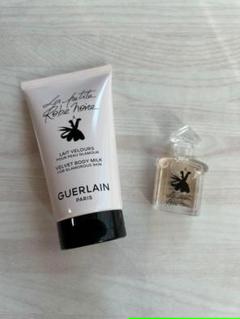 La petite
Robe noire
LAIT VELOURS
POUR PEAU GLAMOUR
VELVET BODY MILK
FOR GLAMOROUS SKIN
GUERLAIN
PARIS